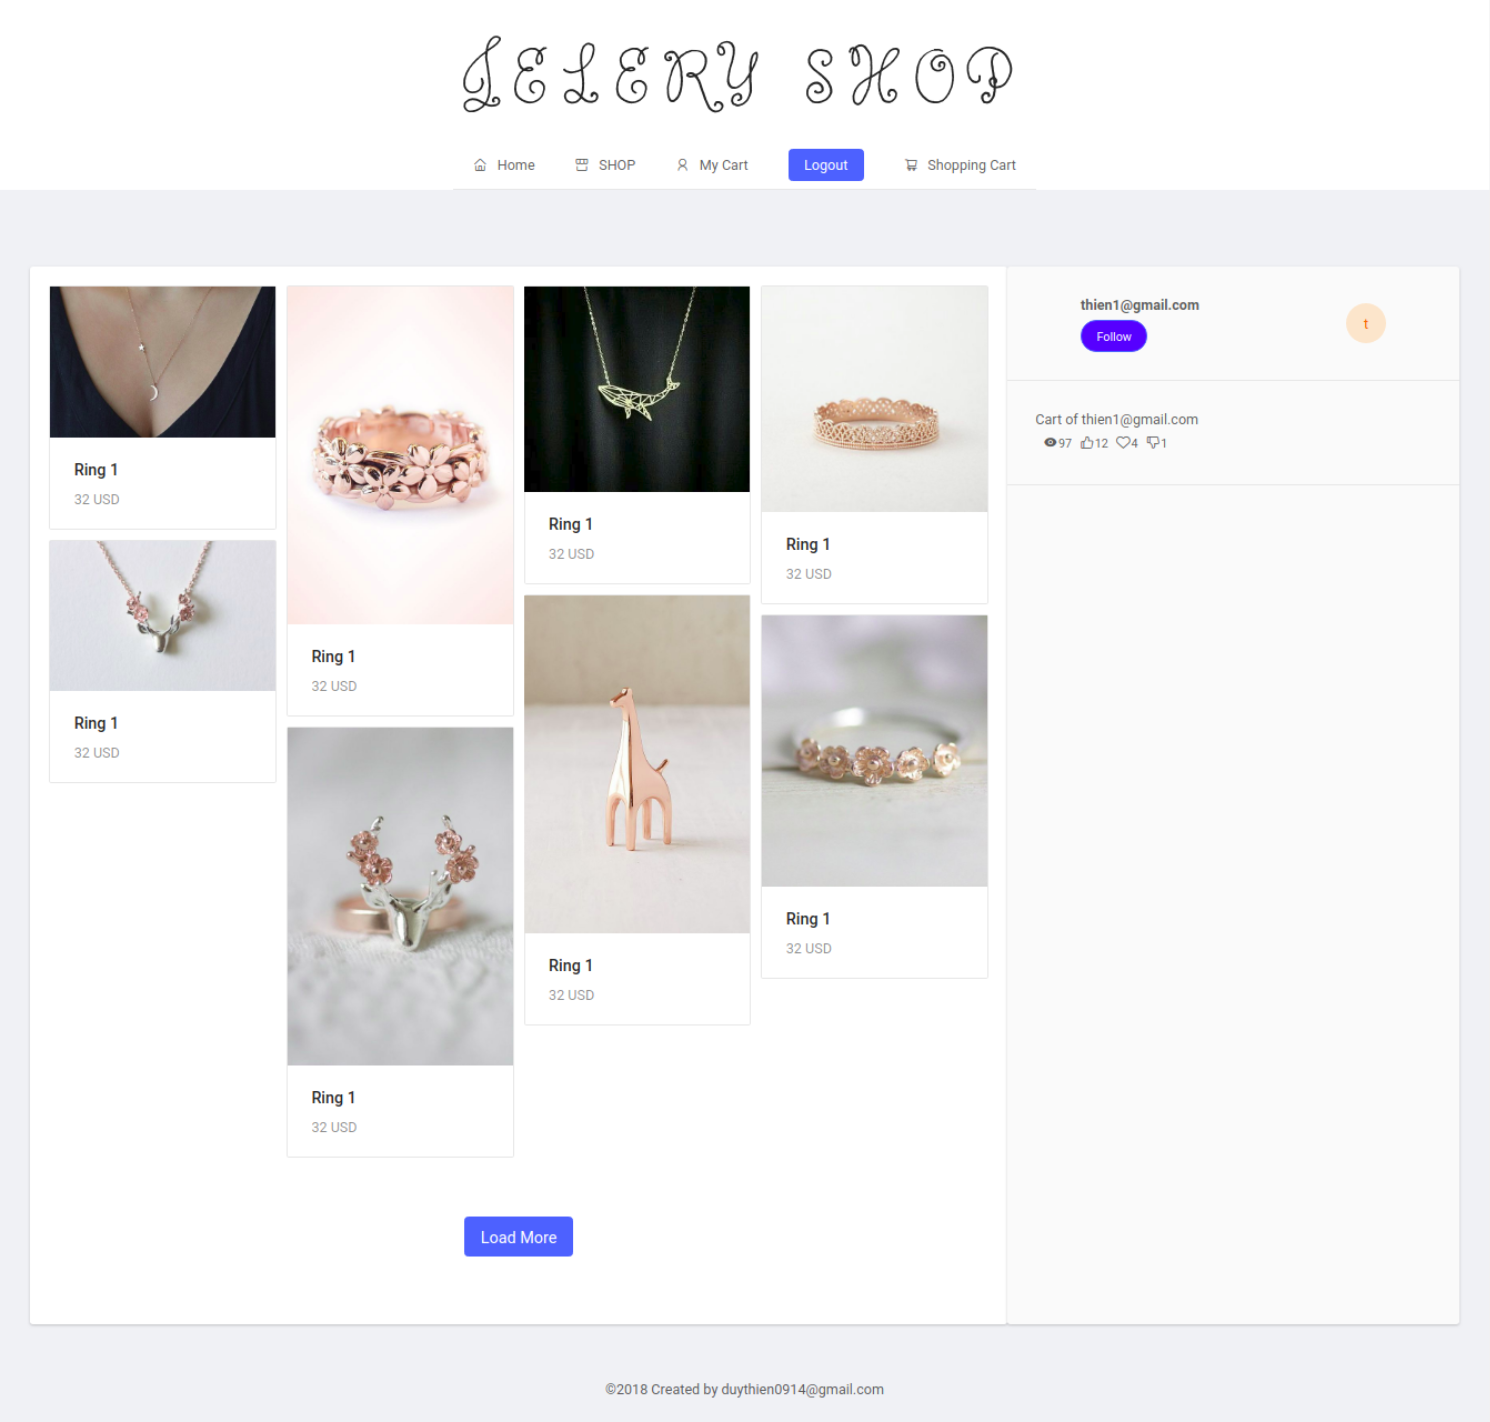 JELERY SHOP
Home
SHOP
My Cart
Logout
Shopping Cart
Ring 1
32 USD
Ring 1
32 USD
Ring 1
32 USD
Ring 1
32 USD
Ring 1
32 USD
Ring 1
32 USD
Ring 1
32 USD
Ring 1
32 USD
Load More
thien1@gmail.com
Follow
t
Cart of thien1@gmail.com
97 12 4 1
©2018 Created by duythien0914@gmail.com